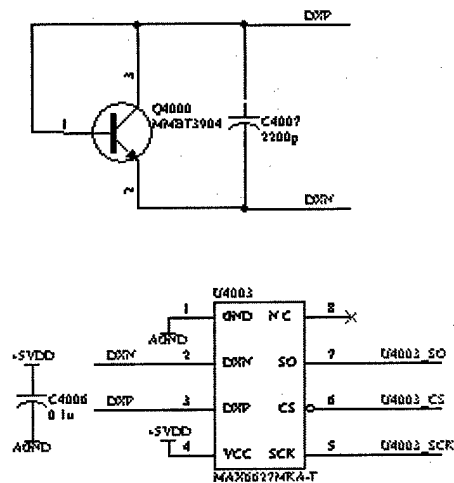 DXP
3
Q4000
MMBT3904
1
C4007
2200p
2
DXN
U4003
1 GND NC 8
AGND
+5VDD
DXN 2 DXN SO 7 U4003_SO
C4006
0.1u
DXP 3 DXP CS 6 U4003_CS
+5VDD
AGND
4 VCC SCK 5 U4003_SCK
MAX6627MKA-T